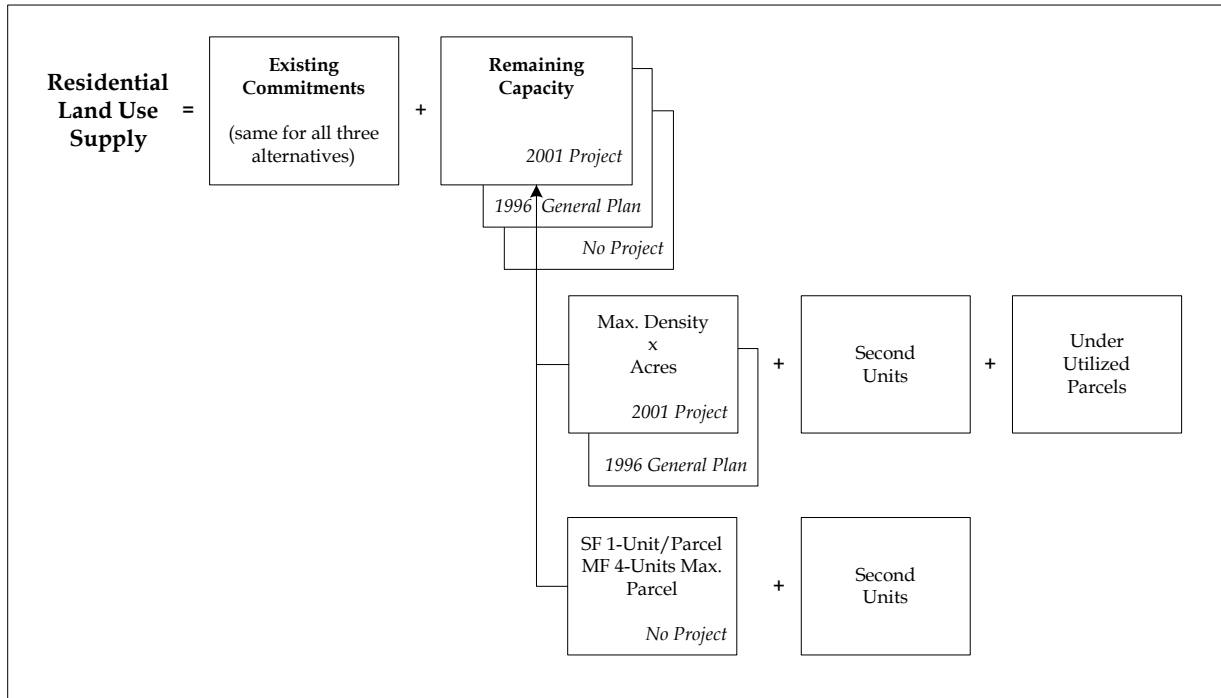 Residential
Land Use
Supply
=
Existing
Commitments
(same for all three
alternatives)
+
Remaining
Capacity
2001 Project
1996 General Plan
No Project
Max. Density
x
Acres
2001 Project
1996 General Plan
+
Second
Units
+
Under
Utilized
Parcels
SF 1-Unit/Parcel
MF 4-Units Max.
Parcel
No Project
+
Second
Units